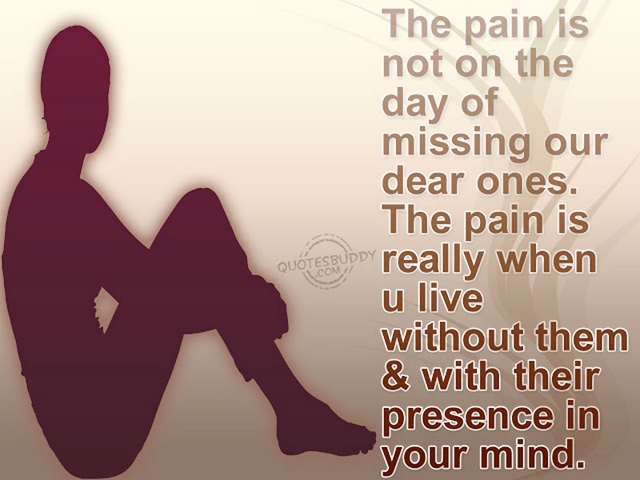 The pain is
not on the
day of
missing our
dear ones.
The pain is
really when
u live
without them
& with their
presence in
your mind.
QUOTESBUDDY
.COM